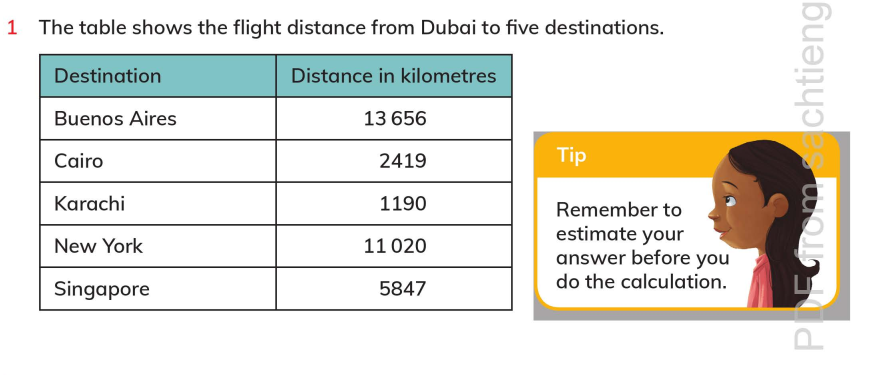 1 The table shows the flight distance from Dubai to five destinations.
Destination Distance in kilometres
Buenos Aires 13 656
Cairo 2419
Karachi 1190
New York 11 020
Singapore 5847
Tip
Remember to
estimate your
answer before you
do the calculation.
PDF from sachtieng